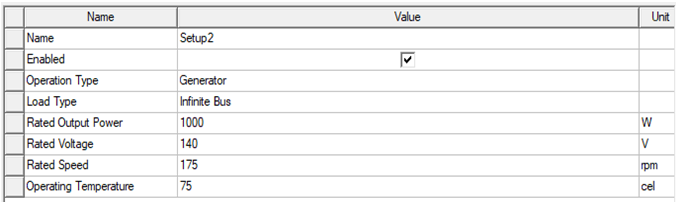 Name Value Unit
Name Setup2
Enabled
Operation Type Generator
Load Type Infinite Bus
Rated Output Power 1000 W
Rated Voltage 140 V
Rated Speed 175 rpm
Operating Temperature 75 cel